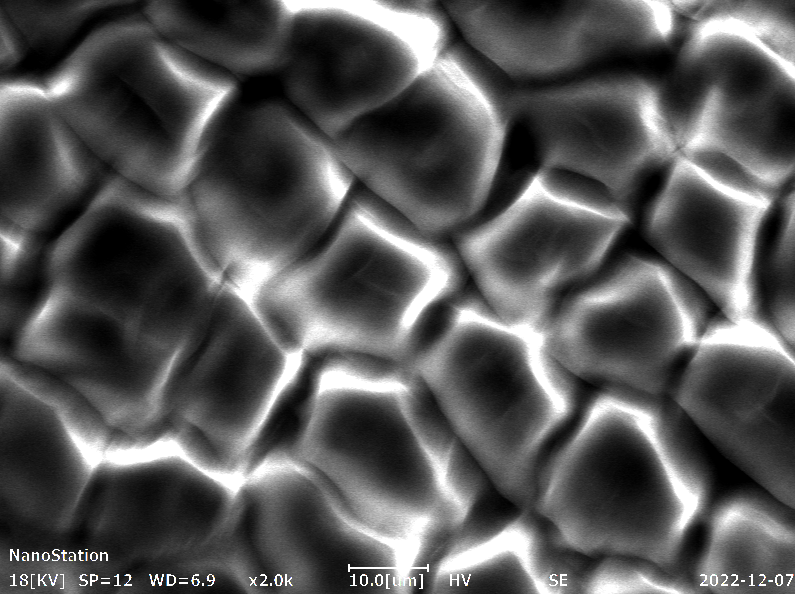 NanoStation
18[KV] SP=12 WD=6.9 x2.0k 10.0[um] HV SE 2022-12-07